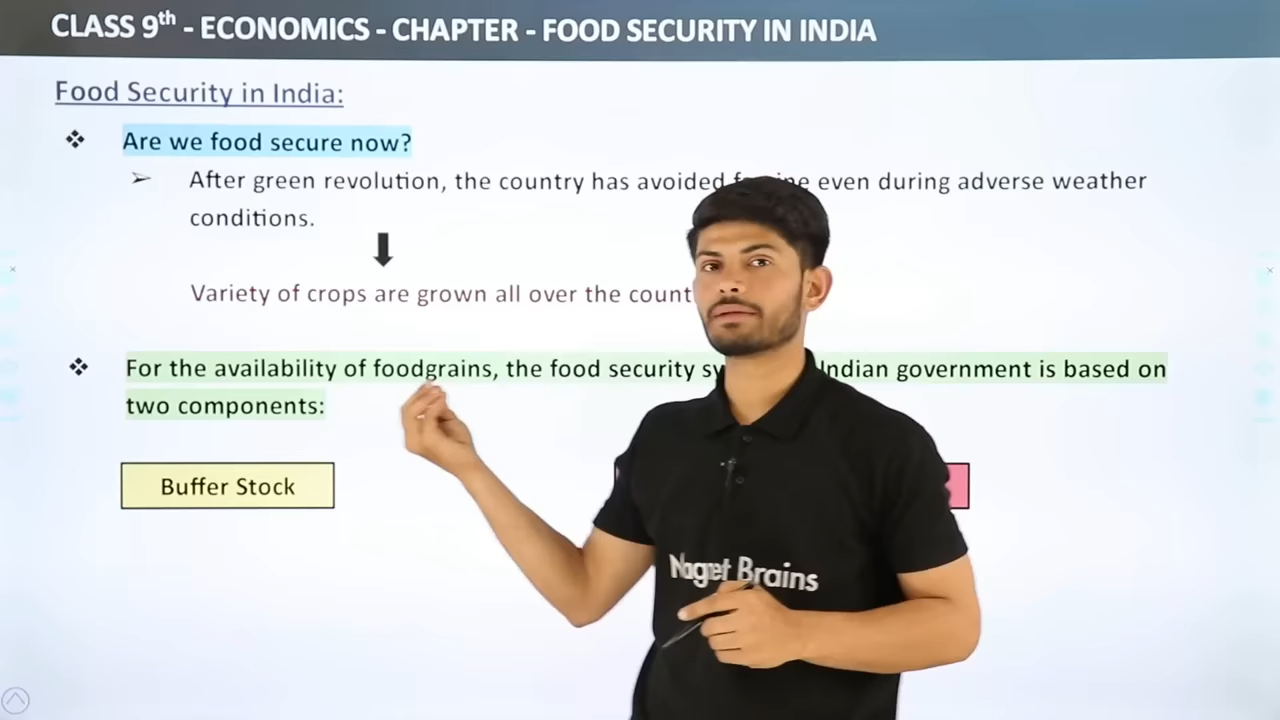 CLASS 9th - ECONOMICS - CHAPTER - FOOD SECURITY IN INDIA
Food Security in India:
❖ Are we food secure now?
➢ After green revolution, the country has avoided even during adverse weather
conditions.
Variety of crops are grown all over the
❖ For the availability of foodgrains, the food security Indian government is based on
two components:
Buffer Stock
Magnet Brains